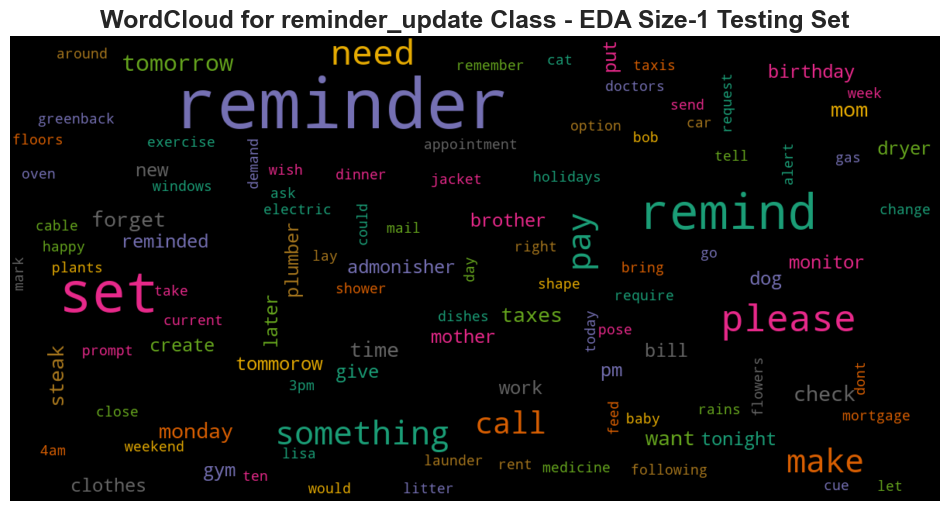 WordCloud for reminder_update Class - EDA Size-1 Testing Set
around
tomorrow
need
remember
cat
put
taxis
birthday
reminder
doctors
send
request
week
mom
greenback
option
car
bob
floors
exercise
demand
appointment
tell
alert
gas
dryer
oven
new
windows
wish
dinner
jacket
holidays
ask
electric
could
remind
change
cable
forget
mail
brother
pay
happy
reminded
plumber
lay
right
go
mark
plants
admonisher
day
bring
dog
monitor
set
take
shower
shape
require
current
later
dishes
taxes
today
pose
please
prompt
create
mother
steak
tommorow
time
bill
3pm
give
work
pm
flowers
check
dont
close
call
feed
baby
rains
mortgage
monday
something
want
tonight
4am
weekend
lisa
make
gym
ten
launder
rent
medicine
following
clothes
would
litter
cue
let